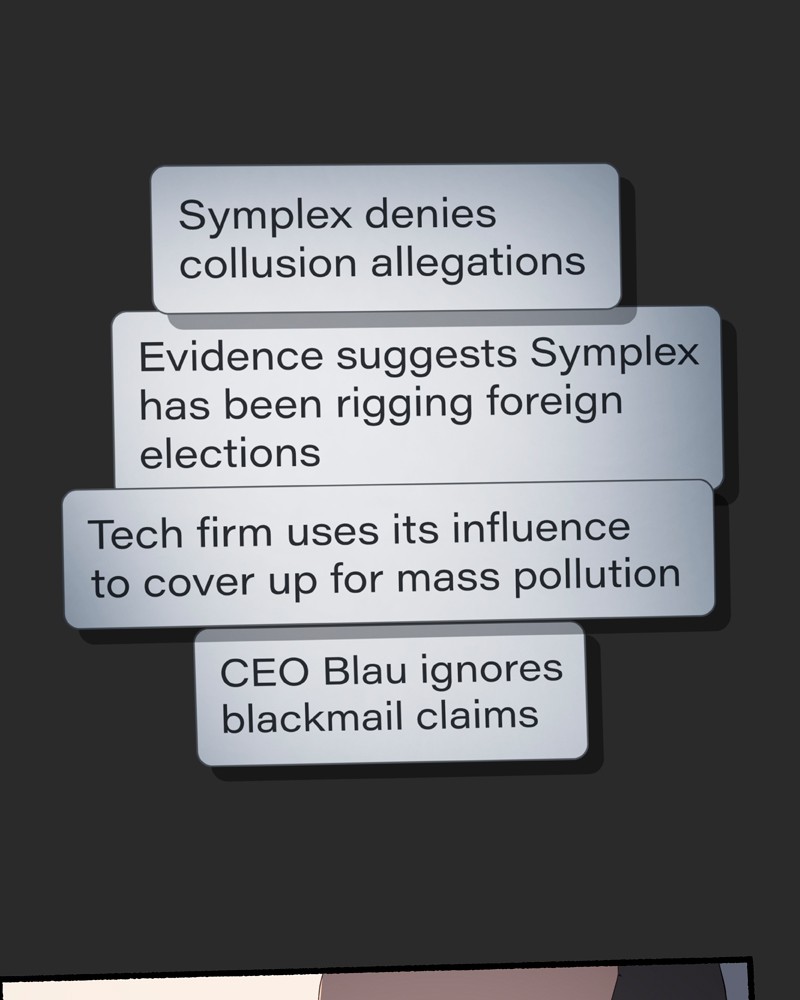 Symplex denies
collusion allegations
Evidence suggests Symplex
has been rigging foreign
elections
Tech firm uses its influence
to cover up for mass pollution
CEO Blau ignores
blackmail claims